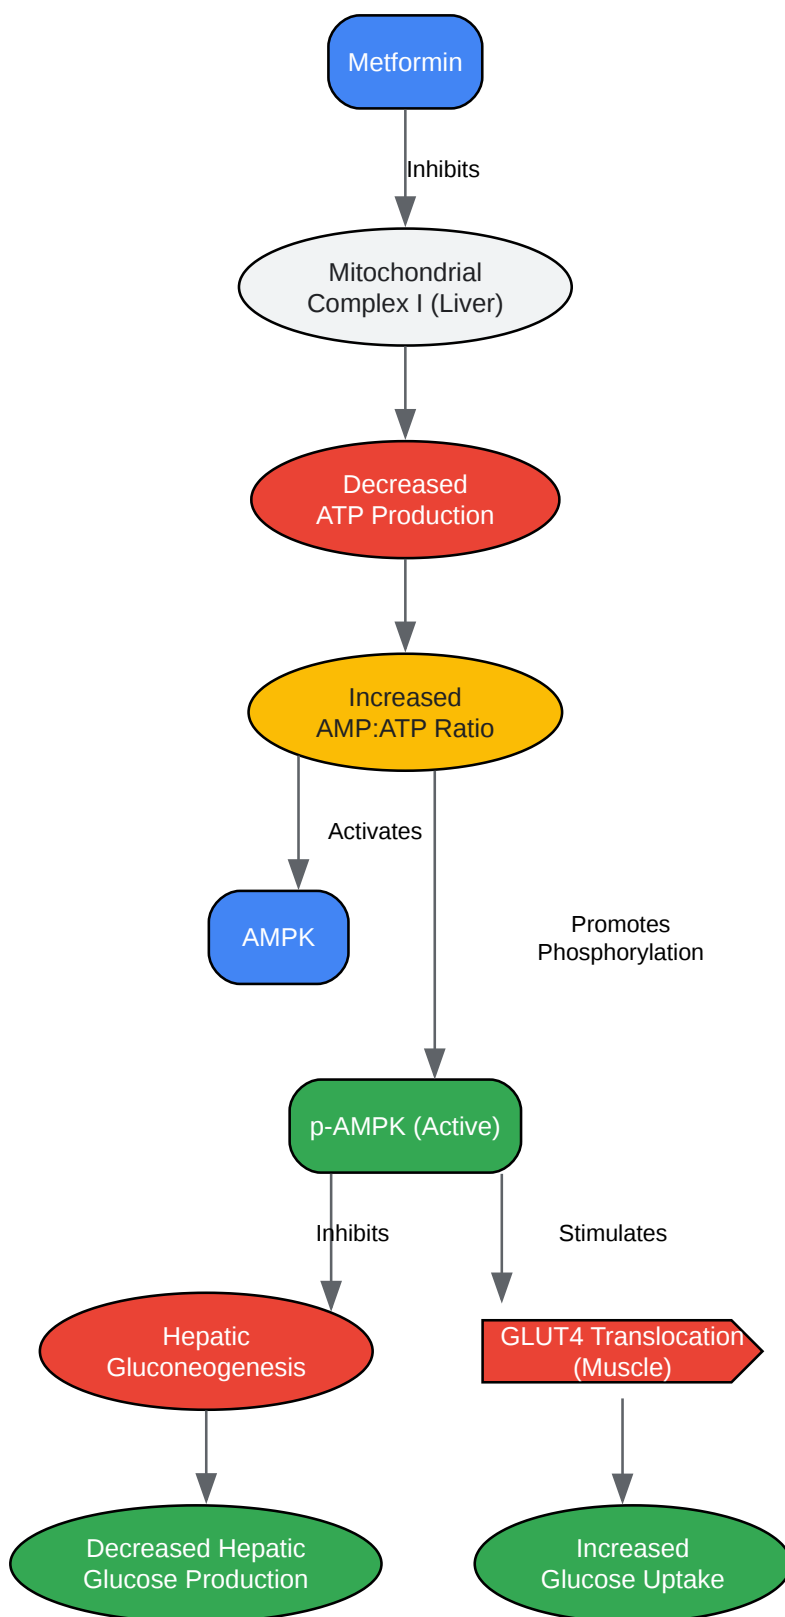 Metformin
Inhibits
Mitochondrial
Complex I (Liver)
Decreased
ATP Production
Increased
AMP:ATP Ratio
Activates
AMPK
Promotes
Phosphorylation
p-AMPK (Active)
Inhibits
Stimulates
Hepatic
Gluconeogenesis
GLUT4 Translocation
(Muscle)
Decreased Hepatic
Glucose Production
Increased
Glucose Uptake